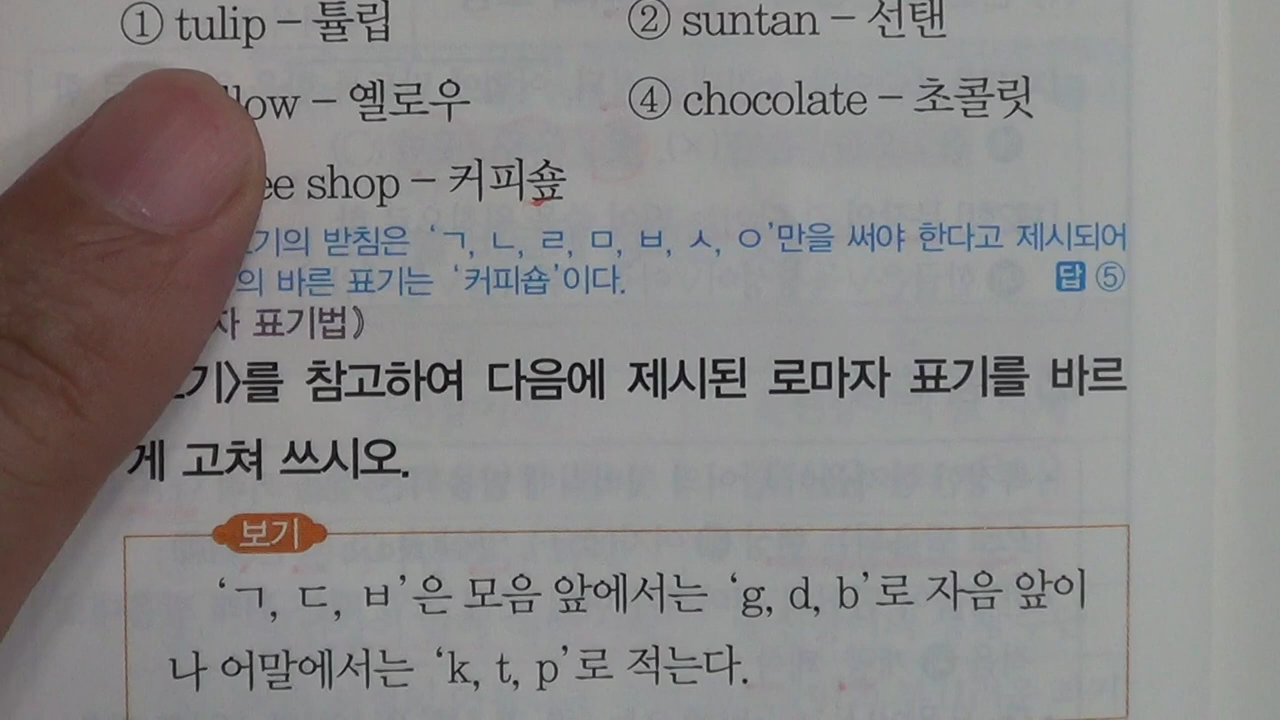 ① tulip – 튤립 ② suntan – 선탠
low – 옐로우 ④ chocolate – 초콜릿
ee shop – 커피숖
기의 받침은 ‘ㄱ, ㄴ, ㄹ, ㅁ, ㅂ, ㅅ, ㅇ’만을 써야 한다고 제시되어
의 바른 표기는 ‘커피숍’이다. 답 ⑤
자 표기법》
기〉를 참고하여 다음에 제시된 로마자 표기를 바르
게 고쳐 쓰시오.
보기
‘ㄱ, ㄷ, ㅂ’은 모음 앞에서는 ‘g, d, b’로 자음 앞이
나 어말에서는 ‘k, t, p’로 적는다.